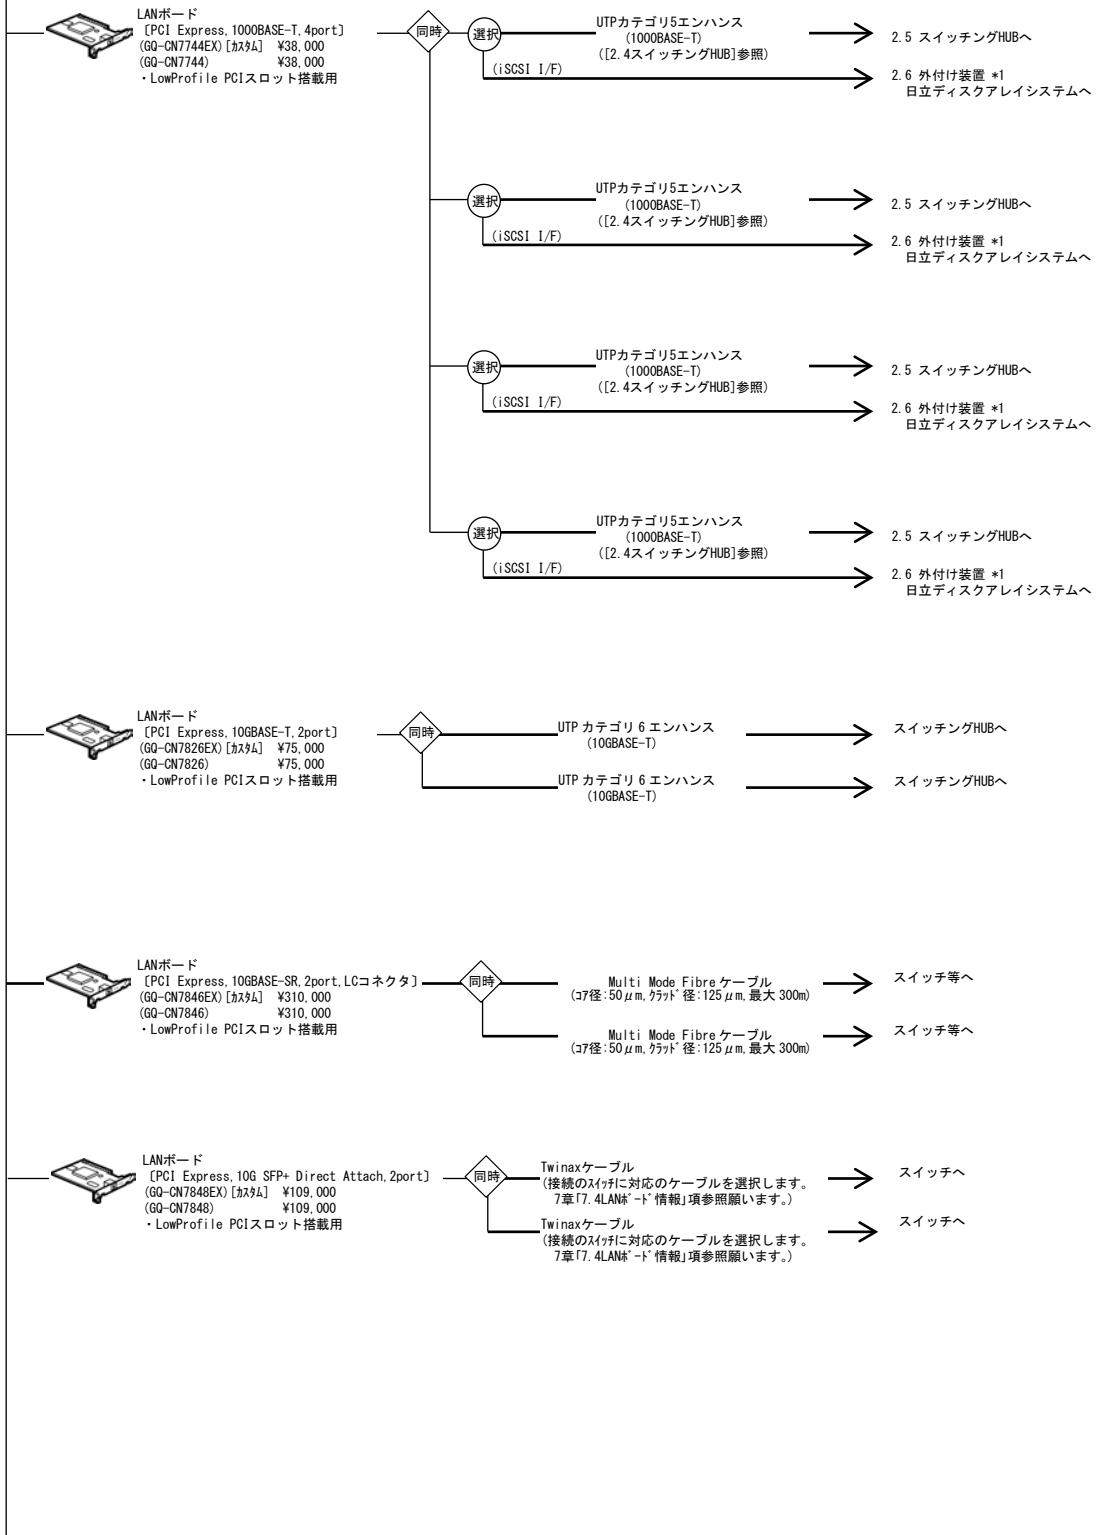 LANボード
〔PCI Express,1000BASE-T,4port〕
(GQ-CN7744EX)[ｶｽﾀﾑ] ¥38,000
(GQ-CN7744) ¥38,000
・LowProfile PCIスロット搭載用
同時
選択
UTPカテゴリ5エンハンス
(1000BASE-T)
([2.4スイッチングHUB]参照)
2.5 スイッチングHUBへ
(iSCSI I/F)
2.6 外付け装置 *1
日立ディスクアレイシステムへ
選択
UTPカテゴリ5エンハンス
(1000BASE-T)
([2.4スイッチングHUB]参照)
2.5 スイッチングHUBへ
(iSCSI I/F)
2.6 外付け装置 *1
日立ディスクアレイシステムへ
選択
UTPカテゴリ5エンハンス
(1000BASE-T)
([2.4スイッチングHUB]参照)
2.5 スイッチングHUBへ
(iSCSI I/F)
2.6 外付け装置 *1
日立ディスクアレイシステムへ
選択
UTPカテゴリ5エンハンス
(1000BASE-T)
([2.4スイッチングHUB]参照)
2.5 スイッチングHUBへ
(iSCSI I/F)
2.6 外付け装置 *1
日立ディスクアレイシステムへ
LANボード
〔PCI Express,10GBASE-T,2port〕
(GQ-CN7826EX)[ｶｽﾀﾑ] ¥75,000
(GQ-CN7826) ¥75,000
・LowProfile PCIスロット搭載用
同時
UTP カテゴリ 6 エンハンス
(10GBASE-T)
スイッチングHUBへ
UTP カテゴリ 6 エンハンス
(10GBASE-T)
スイッチングHUBへ
LANボード
〔PCI Express,10GBASE-SR,2port,LCコネクタ〕
(GQ-CN7846EX)[ｶｽﾀﾑ] ¥310,000
(GQ-CN7846) ¥310,000
・LowProfile PCIスロット搭載用
同時
Multi Mode Fibre ケーブル
(ｺｱ径:50μm,ｸﾗｯﾄﾞ径:125μm,最大 300m)
スイッチ等へ
Multi Mode Fibre ケーブル
(ｺｱ径:50μm,ｸﾗｯﾄﾞ径:125μm,最大 300m)
スイッチ等へ
LANボード
〔PCI Express,10G SFP+ Direct Attach,2port〕
(GQ-CN7848EX)[ｶｽﾀﾑ] ¥109,000
(GQ-CN7848) ¥109,000
・LowProfile PCIスロット搭載用
同時
Twinaxケーブル
(接続のｽｲｯﾁに対応のケーブルを選択します。
7章「7.4LANﾎﾞｰﾄﾞ情報」項参照願います。)
スイッチへ
Twinaxケーブル
(接続のｽｲｯﾁに対応のケーブルを選択します。
7章「7.4LANﾎﾞｰﾄﾞ情報」項参照願います。)
スイッチへ